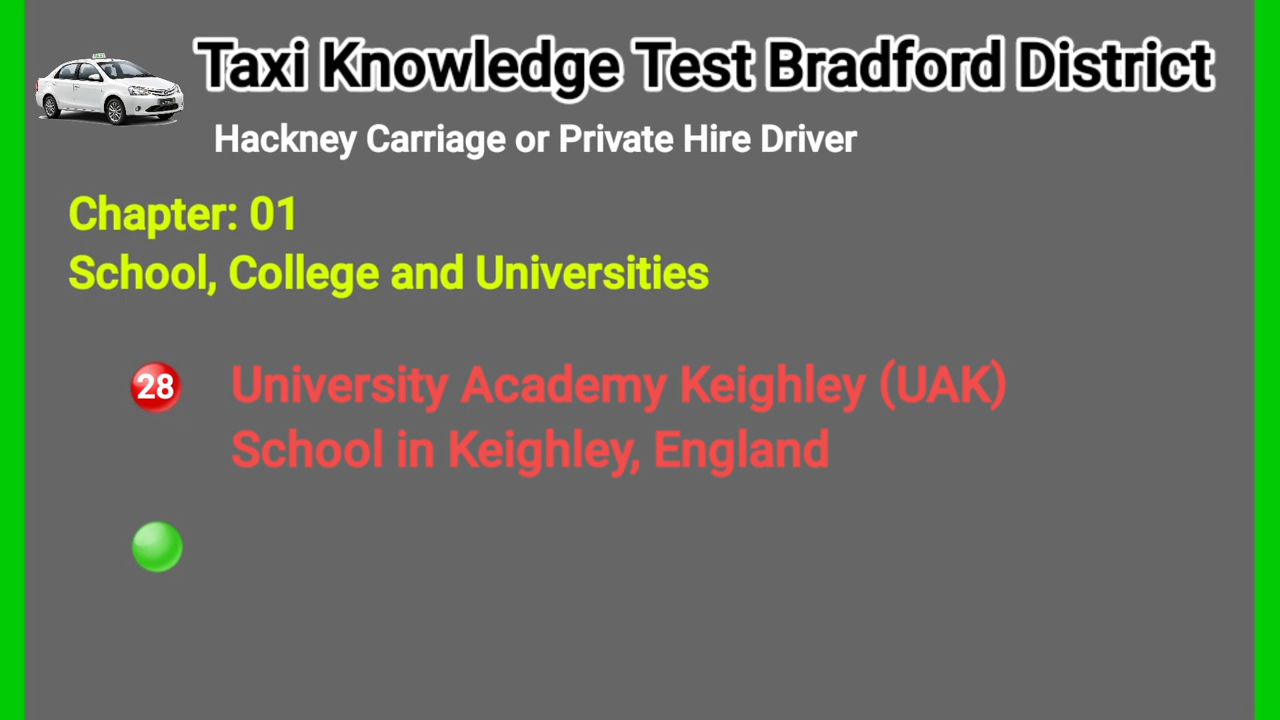 Taxi Knowledge Test Bradford District
Hackney Carriage or Private Hire Driver
Chapter: 01
School, College and Universities
28 University Academy Keighley (UAK)
School in Keighley, England